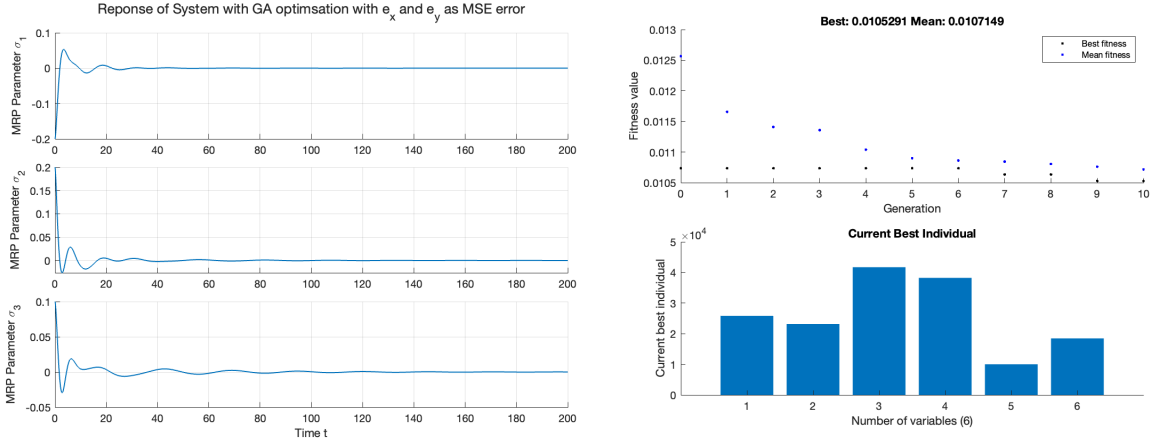 Reponse of System with GA optimsation with e_x and e_y as MSE error
MRP Parameter σ_1
0.1
0
-0.1
-0.2
0 20 40 60 80 100 120 140 160 180 200
MRP Parameter σ_2
0.2
0.15
0.1
0.05
0
0 20 40 60 80 100 120 140 160 180 200
MRP Parameter σ_3
0.1
0.05
0
-0.05
0 20 40 60 80 100 120 140 160 180 200
Time t
Best: 0.0105291 Mean: 0.0107149
Best fitness
Mean fitness
Fitness value
0.013
0.0125
0.012
0.0115
0.011
0.0105
0 1 2 3 4 5 6 7 8 9 10
Generation
Current Best Individual
×10^4
Current best individual
5
4
3
2
1
0
1 2 3 4 5 6
Number of variables (6)